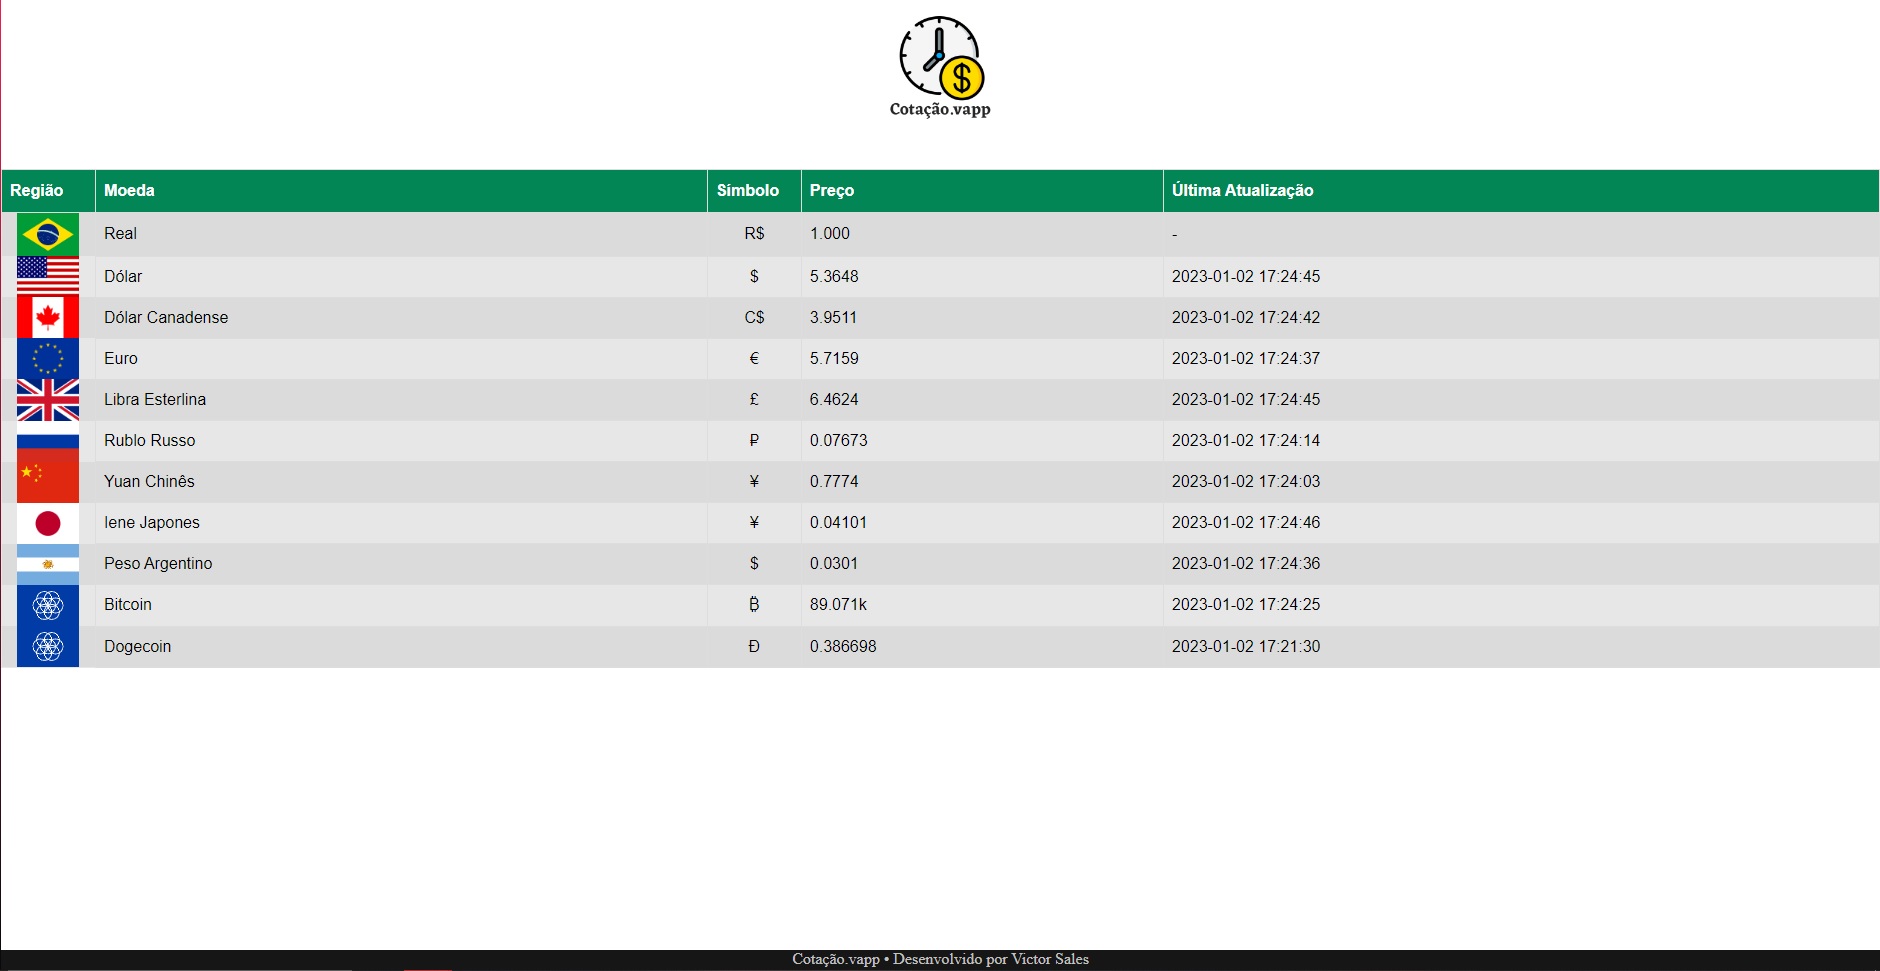 $
Cotação.vapp
Região Moeda Símbolo Preço Última Atualização
Real R$ 1.000 -
Dólar $ 5.3648 2023-01-02 17:24:45
Dólar Canadense C$ 3.9511 2023-01-02 17:24:42
Euro € 5.7159 2023-01-02 17:24:37
Libra Esterlina £ 6.4624 2023-01-02 17:24:45
Rublo Russo ₽ 0.07673 2023-01-02 17:24:14
Yuan Chinês ¥ 0.7774 2023-01-02 17:24:03
Iene Japones ¥ 0.04101 2023-01-02 17:24:46
Peso Argentino $ 0.0301 2023-01-02 17:24:36
Bitcoin ₿ 89.071k 2023-01-02 17:24:25
Dogecoin Ð 0.386698 2023-01-02 17:21:30
Cotação.vapp • Desenvolvido por Victor Sales